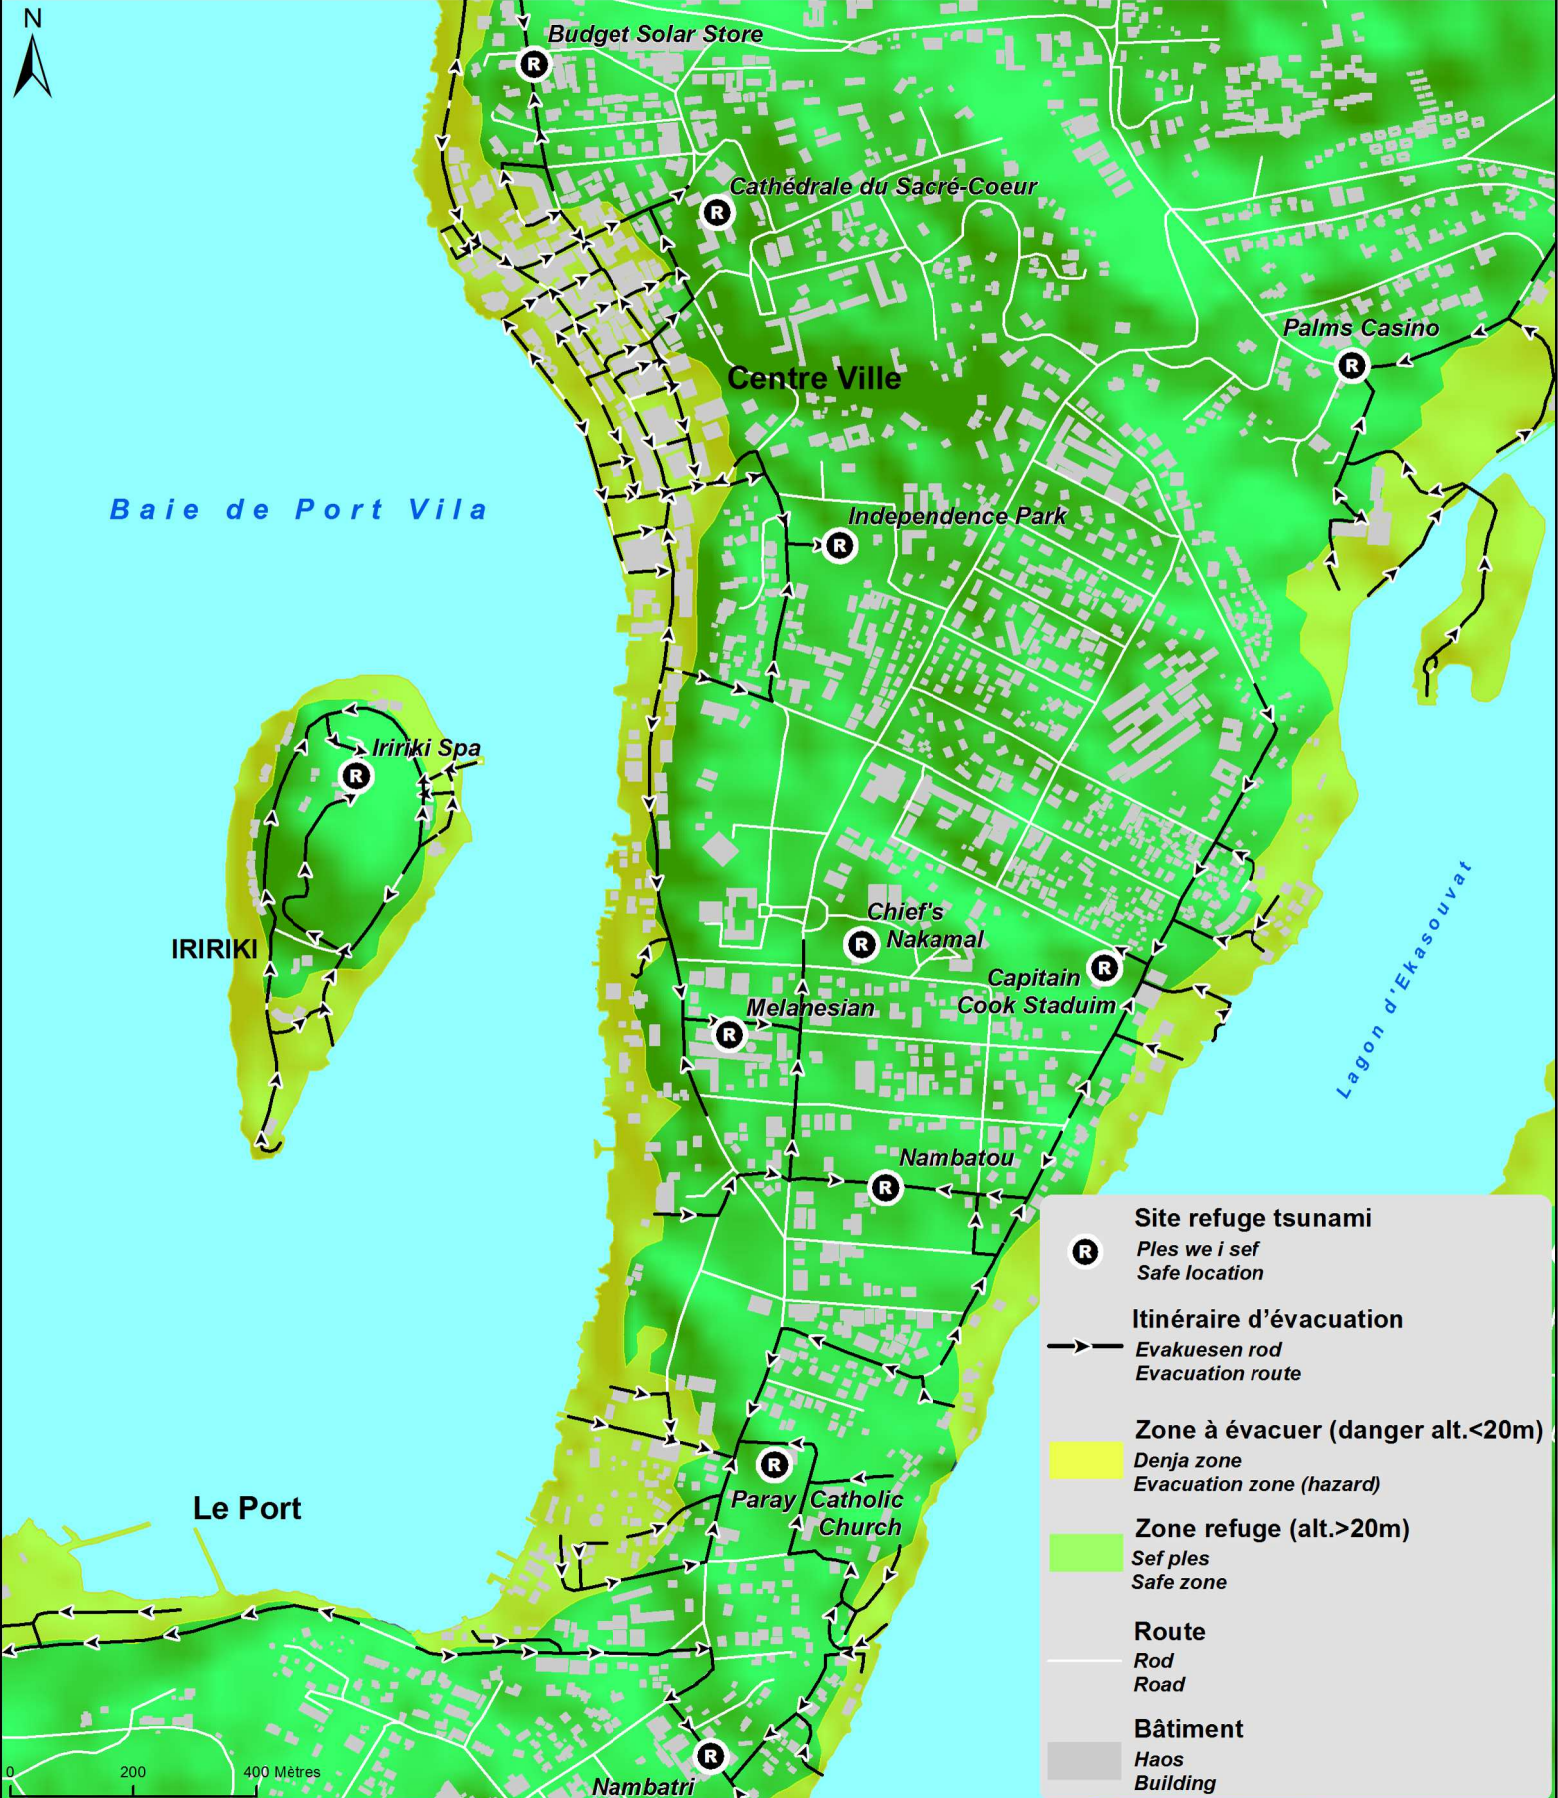 N
Budget Solar Store
R
Cathédrale du Sacré-Coeur
R
Palms Casino
R
Centre Ville
Baie de Port Vila
Independence Park
R
Iririki Spa
R
IRIRIKI
Chief's
Nakamal
R
Capitain
Cook Staduim
R
Melanesian
R
Lagon d'Ekasouvat
Nambatou
R
R
Paray Catholic
Church
Le Port
R
Nambatri
0 200 400 Mètres
Site refuge tsunami
R
Ples we i sef
Safe location
Itinéraire d’évacuation
Evakuesen rod
Evacuation route
Zone à évacuer (danger alt.<20m)
Denja zone
Evacuation zone (hazard)
Zone refuge (alt.>20m)
Sef ples
Safe zone
Route
Rod
Road
Bâtiment
Haos
Building